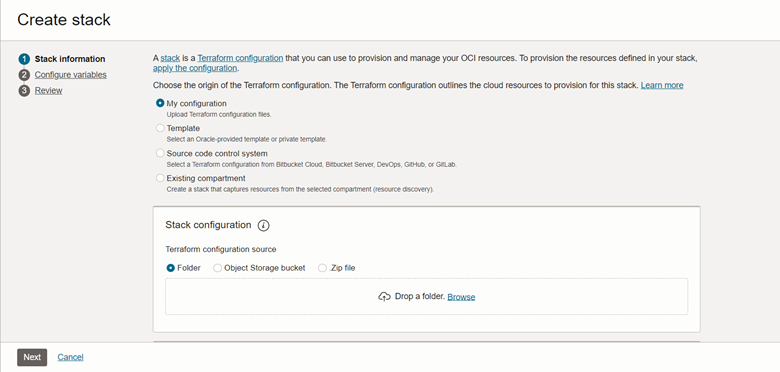 Create stack
1 Stack information
2 Configure variables
3 Review
A stack is a Terraform configuration that you can use to provision and manage your OCI resources. To provision the resources defined in your stack,
apply the configuration.
Choose the origin of the Terraform configuration. The Terraform configuration outlines the cloud resources to provision for this stack. Learn more
My configuration
Upload Terraform configuration files.
Template
Select an Oracle-provided template or private template.
Source code control system
Select a Terraform configuration from Bitbucket Cloud, Bitbucket Server, DevOps, GitHub, or GitLab.
Existing compartment
Create a stack that captures resources from the selected compartment (resource discovery).
Stack configuration i
Terraform configuration source
Folder Object Storage bucket .Zip file
Drop a folder. Browse
Next Cancel